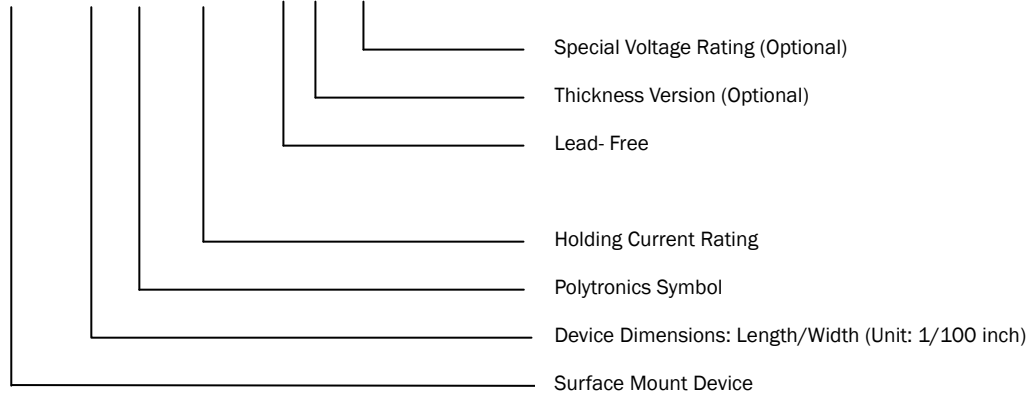 Special Voltage Rating (Optional)
Thickness Version (Optional)
Lead- Free
Holding Current Rating
Polytronics Symbol
Device Dimensions: Length/Width (Unit: 1/100 inch)
Surface Mount Device